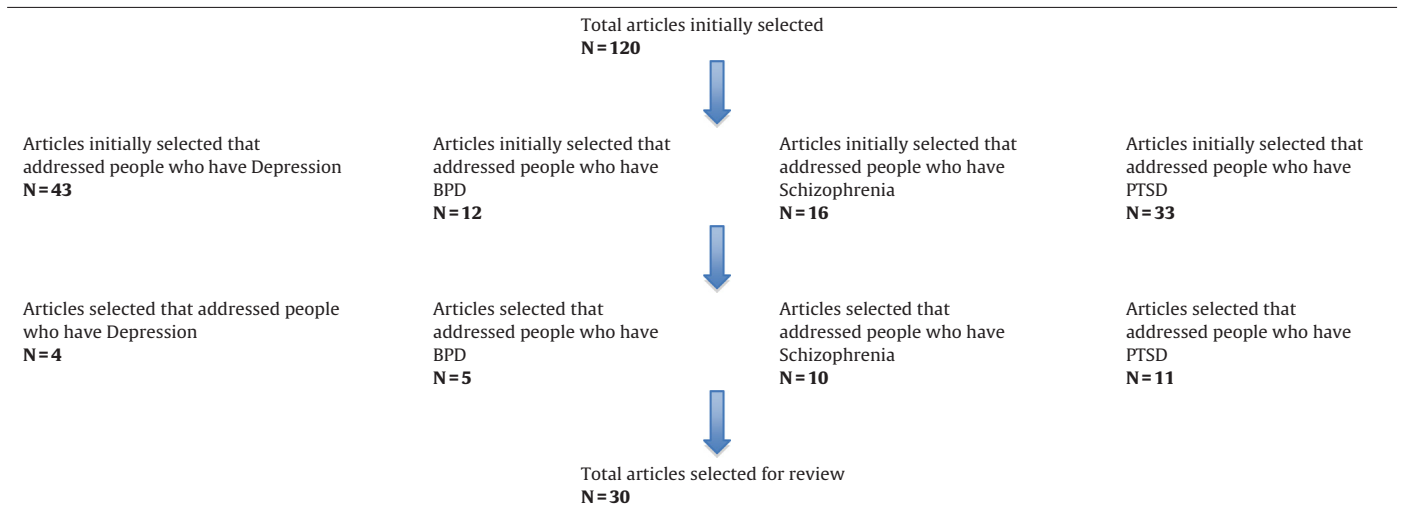 Total articles initially selected
N=120
Articles initially selected that
addressed people who have Depression
N=43
Articles initially selected that
addressed people who have
BPD
N=12
Articles initially selected that
addressed people who have
Schizophrenia
N=16
Articles initially selected that
addressed people who have
PTSD
N=33
Articles selected that addressed people
who have Depression
N=4
Articles selected that
addressed people who have
BPD
N=5
Articles selected that
addressed people who have
Schizophrenia
N=10
Articles selected that
addressed people who have
PTSD
N=11
Total articles selected for review
N=30